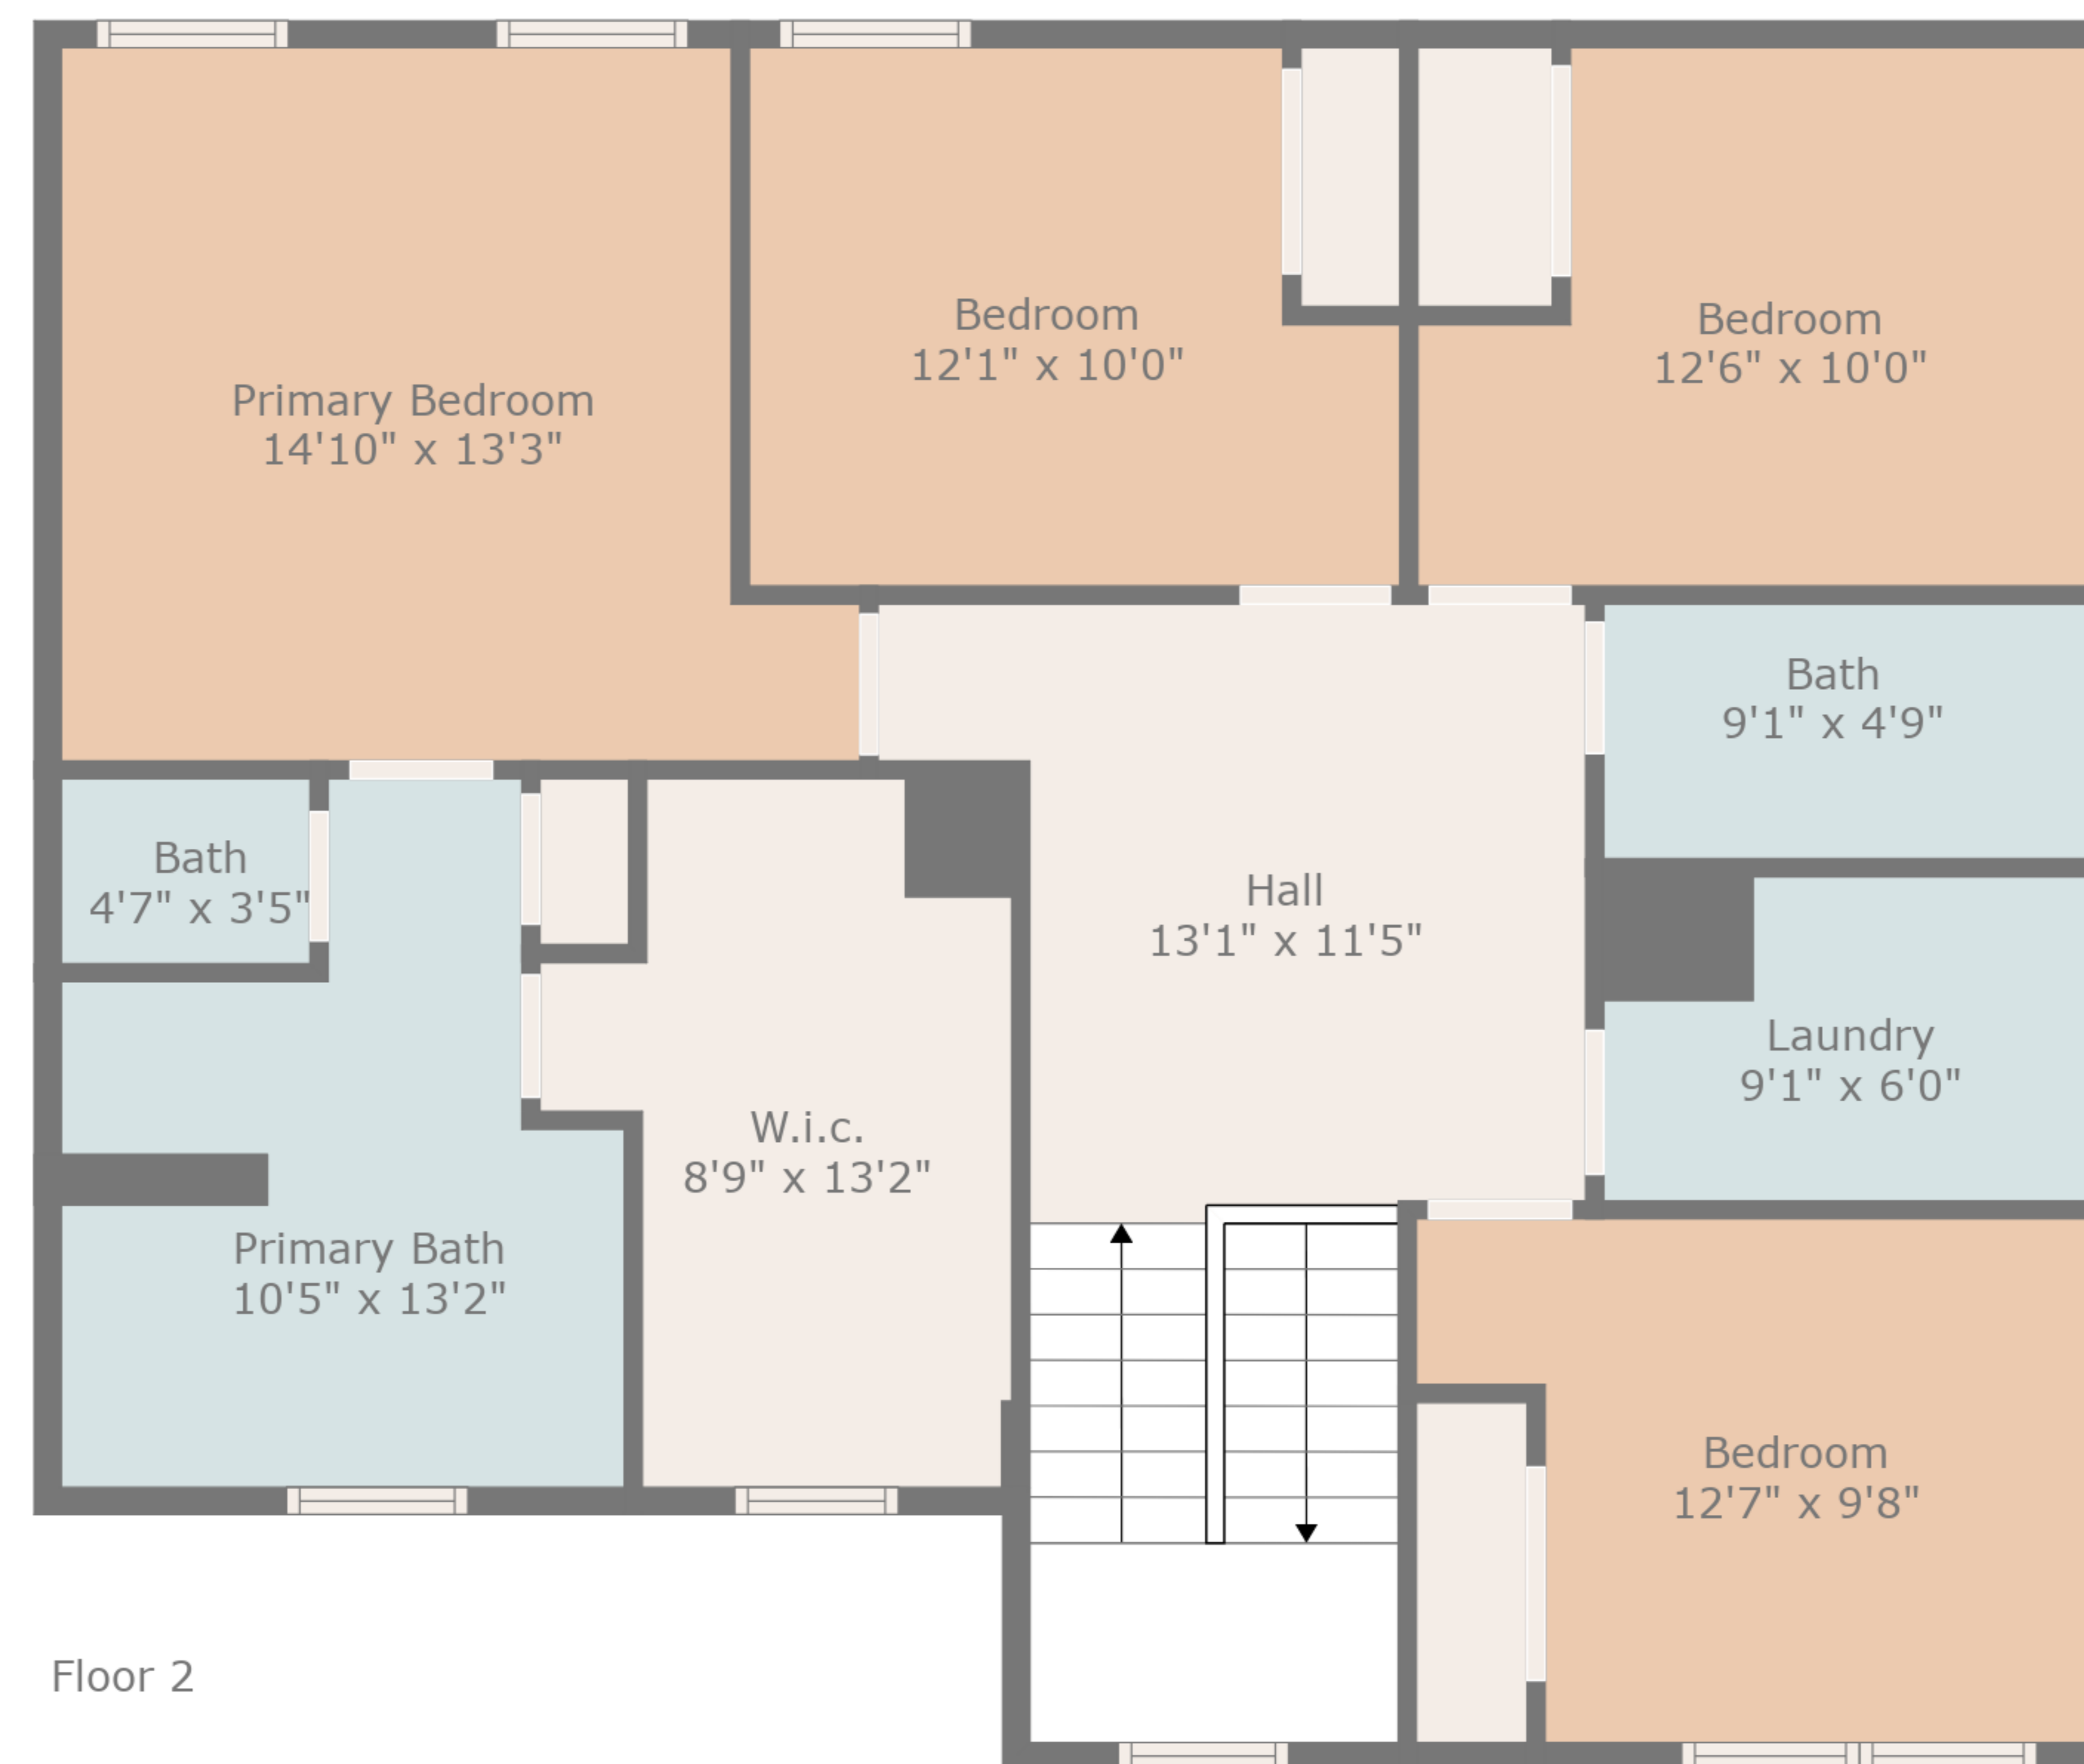 Bedroom
12'1" x 10'0"
Bedroom
12'6" x 10'0"
Primary Bedroom
14'10" x 13'3"
Bath
9'1" x 4'9"
Bath
4'7" x 3'5"
Hall
13'1" x 11'5"
Laundry
9'1" x 6'0"
W.i.c.
8'9" x 13'2"
Primary Bath
10'5" x 13'2"
Bedroom
12'7" x 9'8"
Floor 2